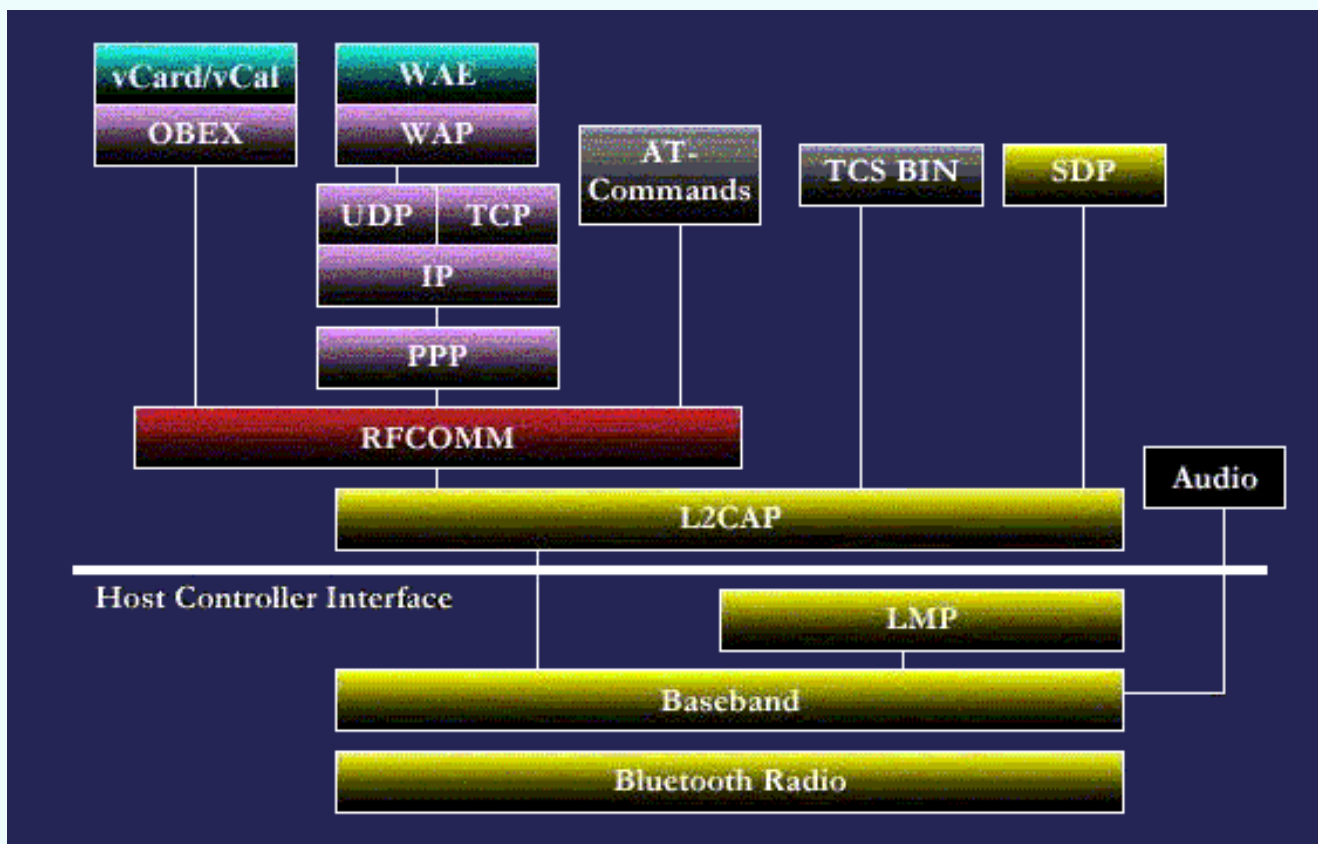 vCard/vCal
WAE
OBEX
WAP
AT-
Commands
TCS BIN
SDP
UDP
TCP
IP
PPP
RFCOMM
Audio
L2CAP
Host Controller Interface
LMP
Baseband
Bluetooth Radio